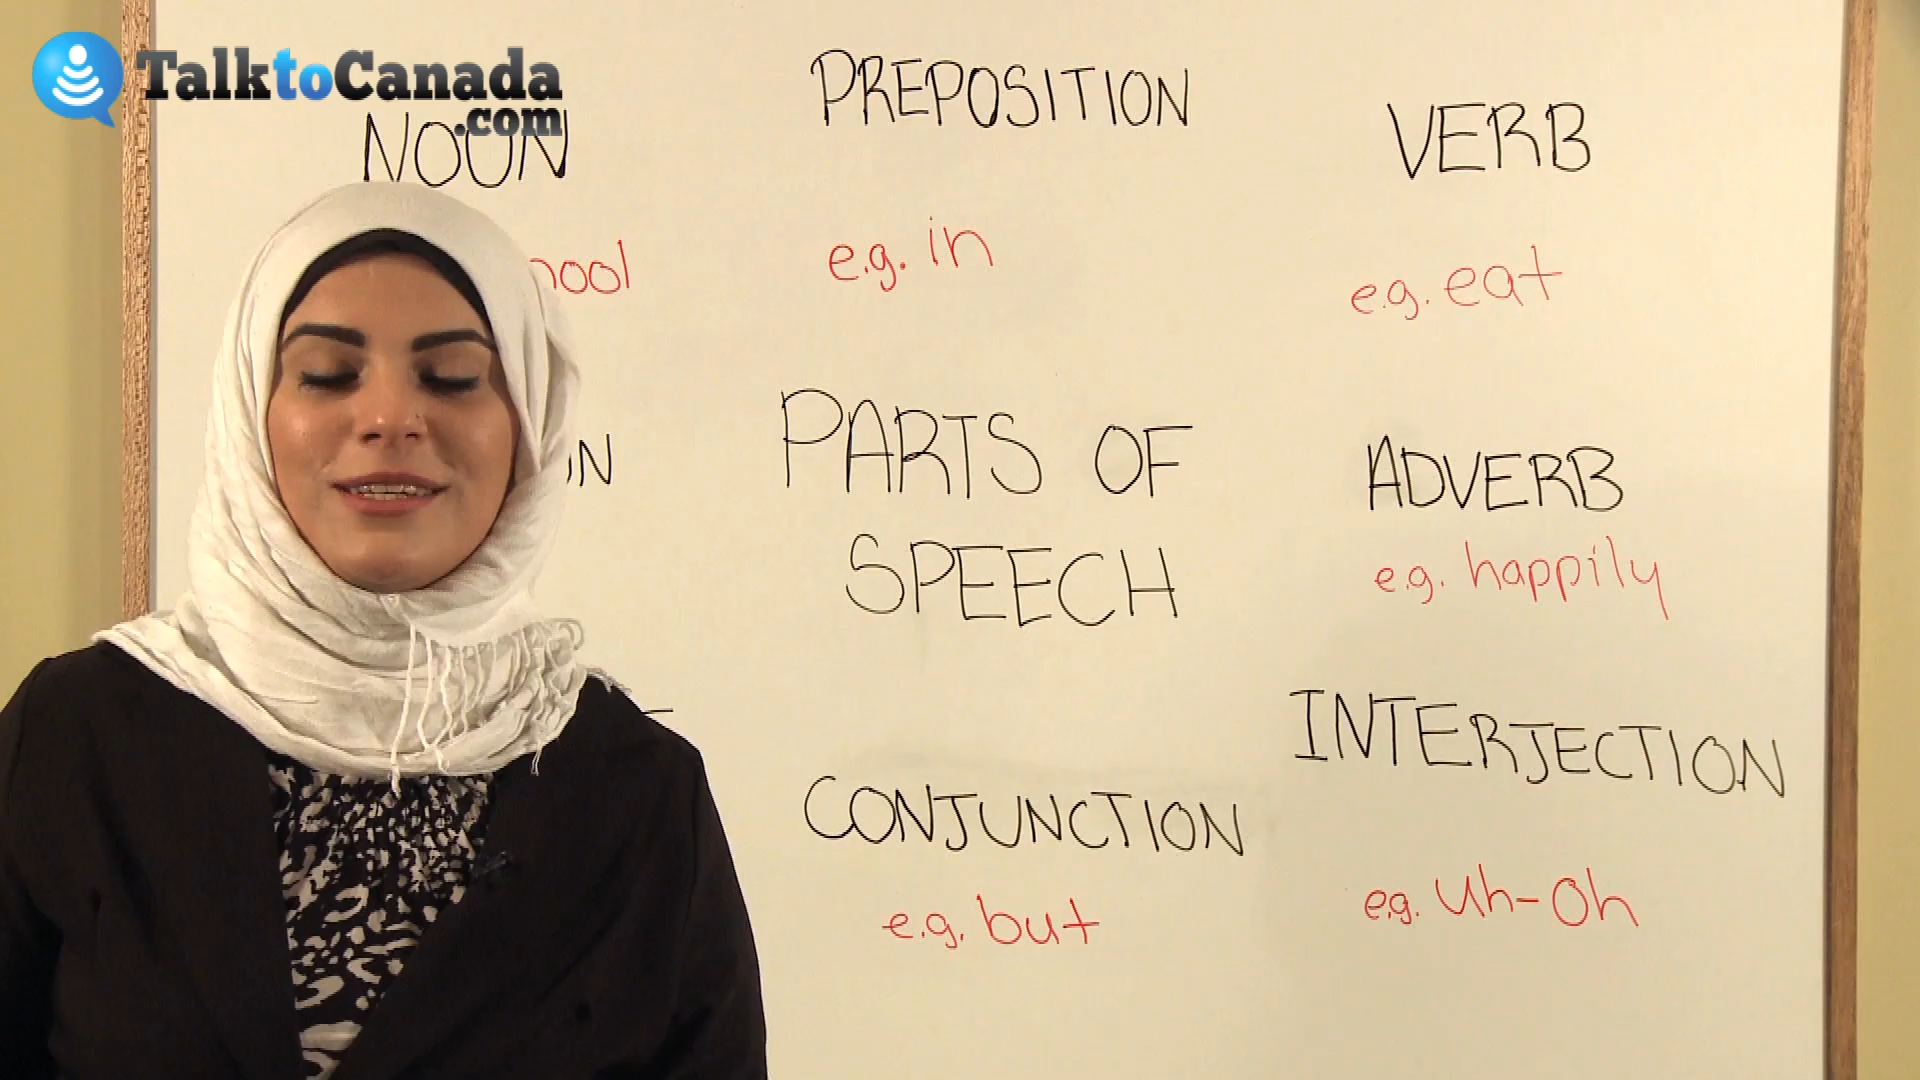 TalktoCanada
.com
NOUN
PREPOSITION
VERB
e.g. in
e.g. eat
PARTS OF
SPEECH
ADVERB
e.g. happily
CONJUNCTION
e.g. but
INTERJECTION
e.g. uh-oh